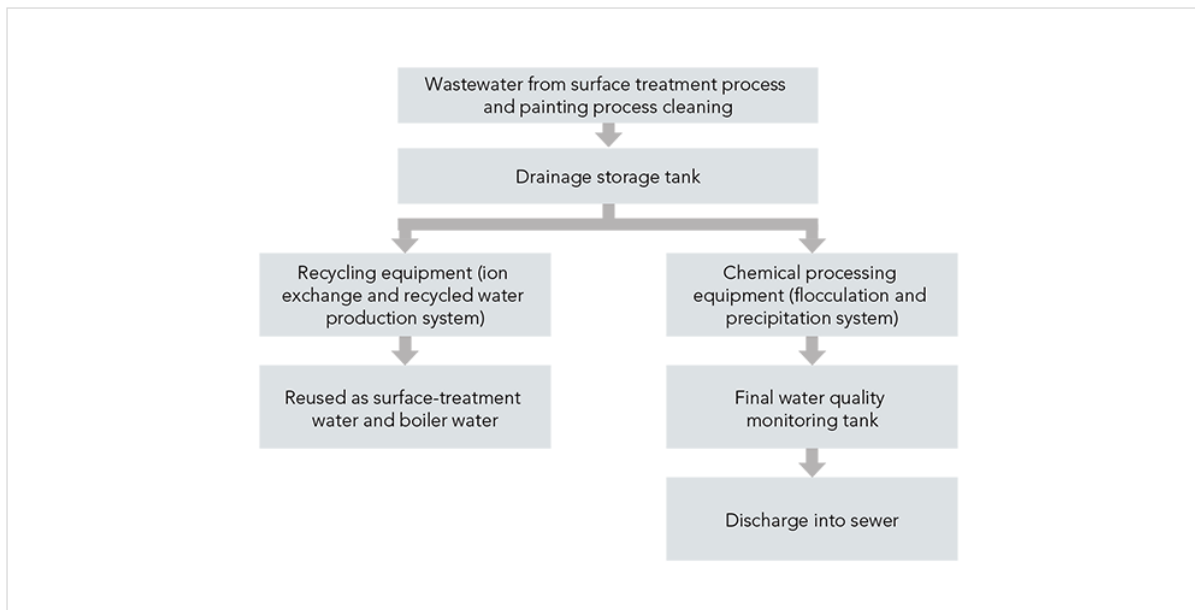 Wastewater from surface treatment process
and painting process cleaning
Drainage storage tank
Recycling equipment (ion
exchange and recycled water
production system)
Reused as surface-treatment
water and boiler water
Chemical processing
equipment (flocculation and
precipitation system)
Final water quality
monitoring tank
Discharge into sewer